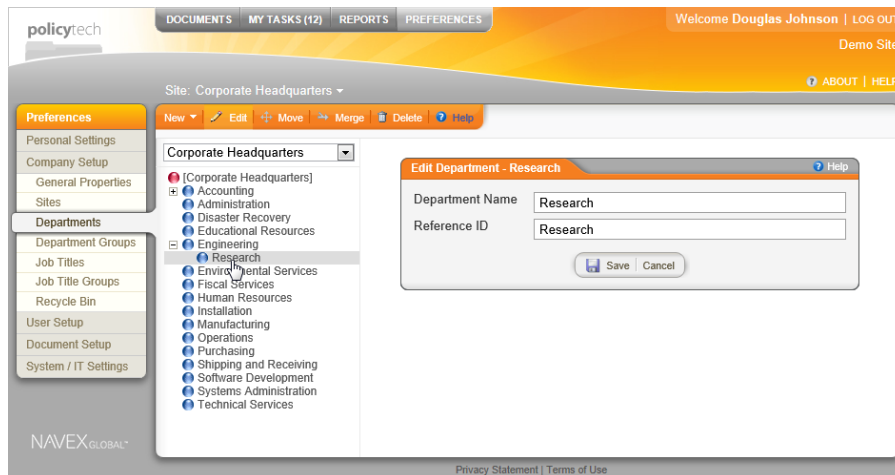 policytech
DOCUMENTS MY TASKS (12) REPORTS PREFERENCES
Welcome Douglas Johnson | LOG OUT
Demo Site
Site: Corporate Headquarters
ABOUT | HELP
Preferences
Personal Settings
Company Setup
General Properties
Sites
Departments
Department Groups
Job Titles
Job Title Groups
Recycle Bin
User Setup
Document Setup
System / IT Settings
NAVEX GLOBAL™
New Edit Move Merge Delete Help
Corporate Headquarters
[Corporate Headquarters]
Accounting
Administration
Disaster Recovery
Educational Resources
Engineering
Research
Environmental Services
Fiscal Services
Human Resources
Installation
Manufacturing
Operations
Purchasing
Shipping and Receiving
Software Development
Systems Administration
Technical Services
Edit Department - Research Help
Department Name Research
Reference ID Research
Save Cancel
Privacy Statement | Terms of Use